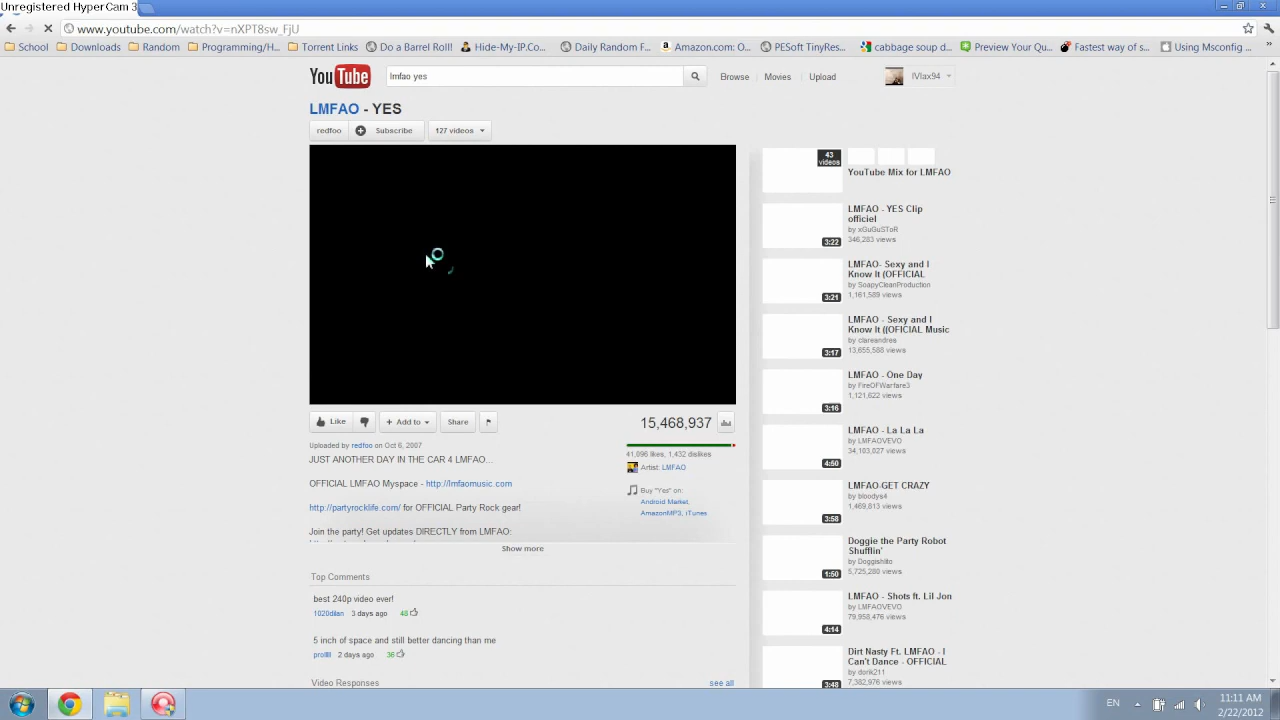 Unregistered HyperCam 3
www.youtube.com/watch?v=nXPT8sw_FjU
School Downloads Random Programming/H... Torrent Links Do a Barrel Roll! Hide-My-IP.Co... Daily Random F... Amazon.com: O... PESoft TinyRes... cabbage soup d... Preview Your Qu... Fastest way of s... Using Msconfig ...
YouTube lmfao yes Browse Movies Upload IVlax94
LMFAO - YES
redfoo Subscribe 127 videos
43 videos
YouTube Mix for LMFAO
LMFAO - YES Clip officiel
by xGuGuSToR
346,283 views
3:22
LMFAO- Sexy and I Know It (OFFICIAL
by SoapyCleanProduction
1,161,589 views
3:21
LMFAO - Sexy and I Know It ((OFICIAL Music
by clareandres
13,655,588 views
3:17
LMFAO - One Day
by FireOfWarfare3
1,121,622 views
3:16
LMFAO - La La La
by LMFAOVEVO
34,103,027 views
4:50
LMFAO-GET CRAZY
by bloodys4
1,469,813 views
3:58
Doggie the Party Robot Shufflin'
by Doggishito
5,725,288 views
1:50
LMFAO - Shots ft. Lil Jon
by LMFAOVEVO
79,958,476 views
4:14
Dirt Nasty Ft. LMFAO - I Can't Dance - OFFICIAL
by dorik211
7,382,976 views
3:48
Like Add to Share 15,468,937
Uploaded by redfoo on Oct 6, 2007
41,096 likes, 1,432 dislikes
JUST ANOTHER DAY IN THE CAR 4 LMFAO...
Artist: LMFAO
OFFICIAL LMFAO Myspace - http://lmfaomusic.com
Buy "Yes" on:
Android Market,
AmazonMP3, iTunes
http://partyrocklife.com/ for OFFICIAL Party Rock gear!
Join the party! Get updates DIRECTLY from LMFAO:
Show more
Top Comments
best 240p video ever!
1020dilan 3 days ago 48
5 inch of space and still better dancing than me
2 days ago 36
Video Responses see all
EN 11:11 AM
2/22/2012